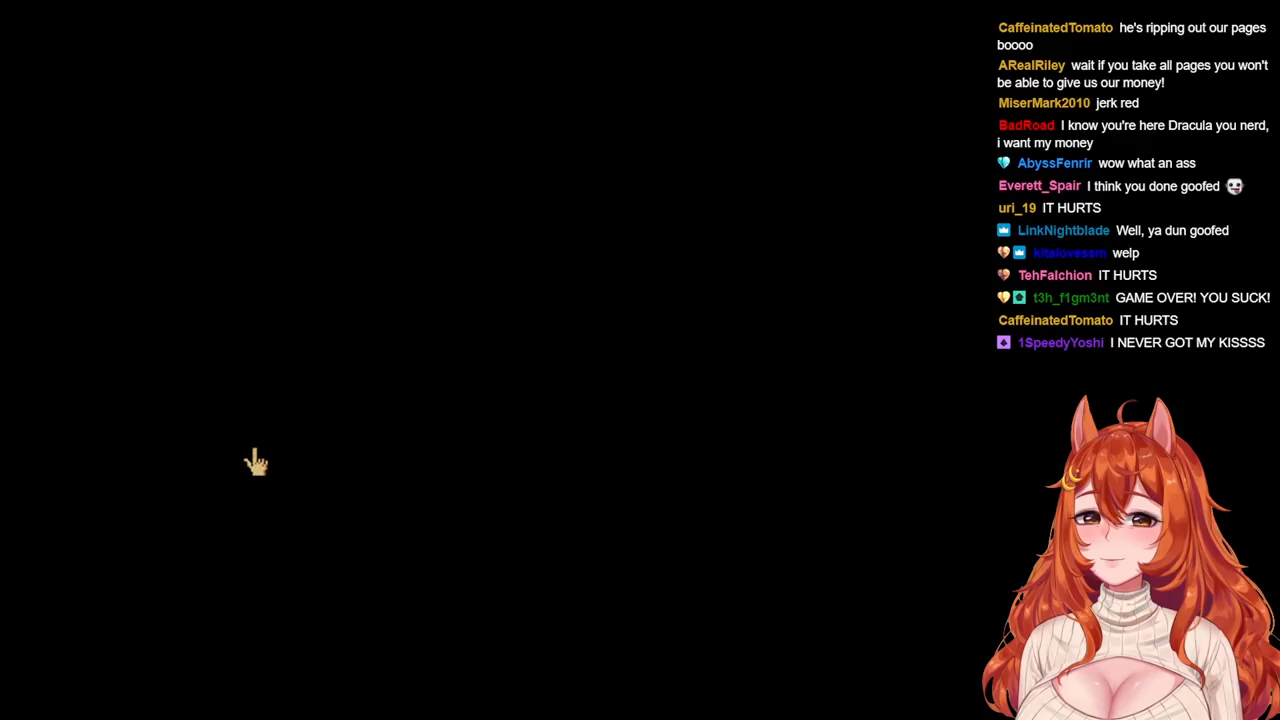 CaffeinatedTomato he's ripping out our pages
boooo
ARealRiley wait if you take all pages you won't
be able to give us our money!
MiserMark2010 jerk red
BadRoad I know you're here Dracula you nerd,
i want my money
AbyssFenrir wow what an ass
Everett_Spair I think you done goofed
uri_19 IT HURTS
LinkNightblade Well, ya dun goofed
kitalovessm welp
TehFalchion IT HURTS
t3h_f1gm3nt GAME OVER! YOU SUCK!
CaffeinatedTomato IT HURTS
1SpeedyYoshi I NEVER GOT MY KISSSS